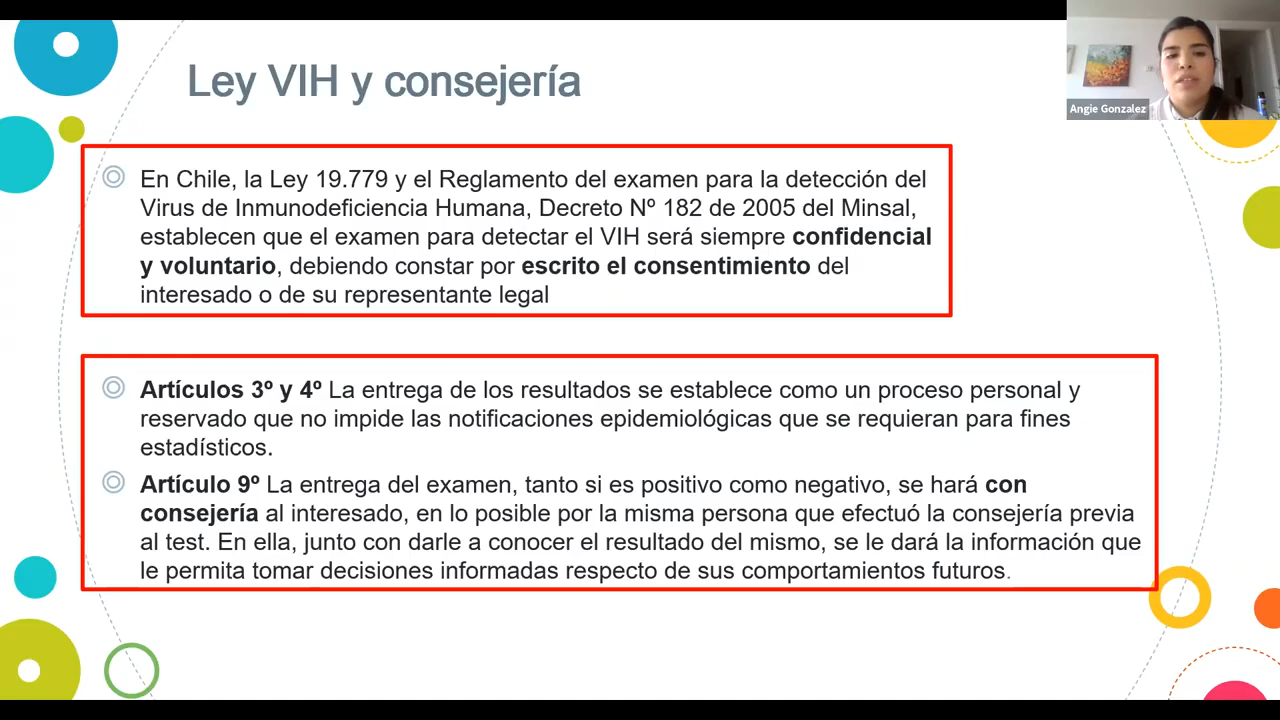 Ley VIH y consejería
Angie Gonzalez
En Chile, la Ley 19.779 y el Reglamento del examen para la detección del
Virus de Inmunodeficiencia Humana, Decreto Nº 182 de 2005 del Minsal,
establecen que el examen para detectar el VIH será siempre confidencial
y voluntario, debiendo constar por escrito el consentimiento del
interesado o de su representante legal
Artículos 3º y 4º La entrega de los resultados se establece como un proceso personal y
reservado que no impide las notificaciones epidemiológicas que se requieran para fines
estadísticos.
Artículo 9º La entrega del examen, tanto si es positivo como negativo, se hará con
consejería al interesado, en lo posible por la misma persona que efectuó la consejería previa
al test. En ella, junto con darle a conocer el resultado del mismo, se le dará la información que
le permita tomar decisiones informadas respecto de sus comportamientos futuros.